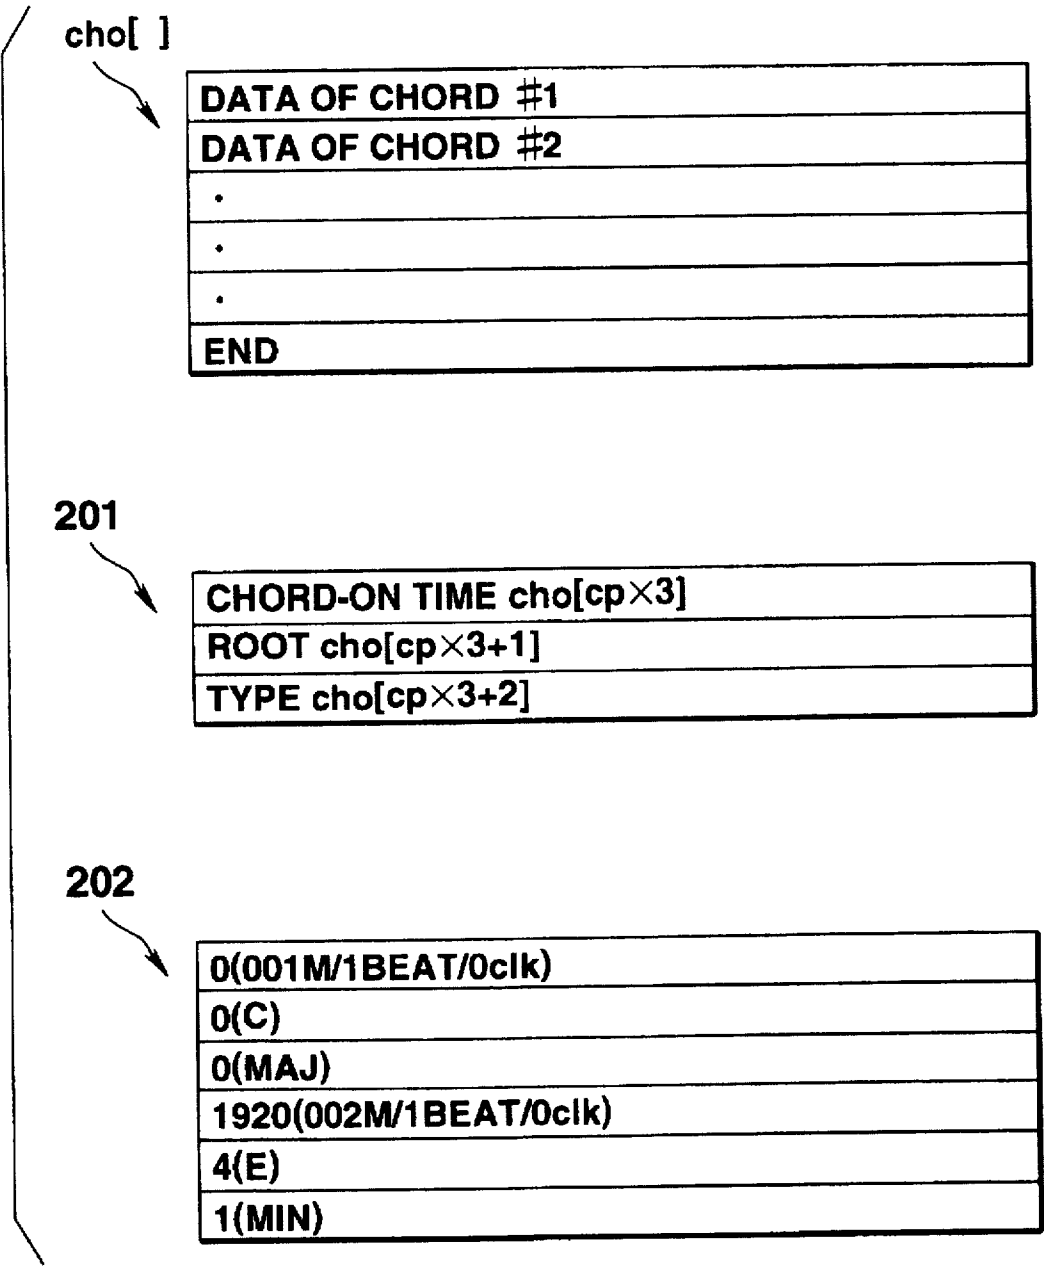 cho[ ]
DATA OF CHORD #1
DATA OF CHORD #2
.
.
.
END
201
CHORD-ON TIME cho[cp×3]
ROOT cho[cp×3+1]
TYPE cho[cp×3+2]
202
0(001M/1BEAT/0clk)
0(C)
0(MAJ)
1920(002M/1BEAT/0clk)
4(E)
1(MIN)